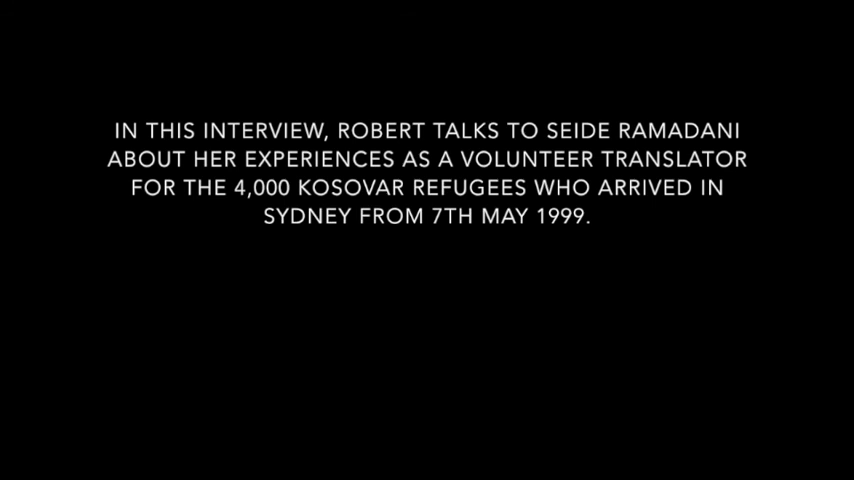 IN THIS INTERVIEW, ROBERT TALKS TO SEIDE RAMADANI
ABOUT HER EXPERIENCES AS A VOLUNTEER TRANSLATOR
FOR THE 4,000 KOSOVAR REFUGEES WHO ARRIVED IN
SYDNEY FROM 7TH MAY 1999.